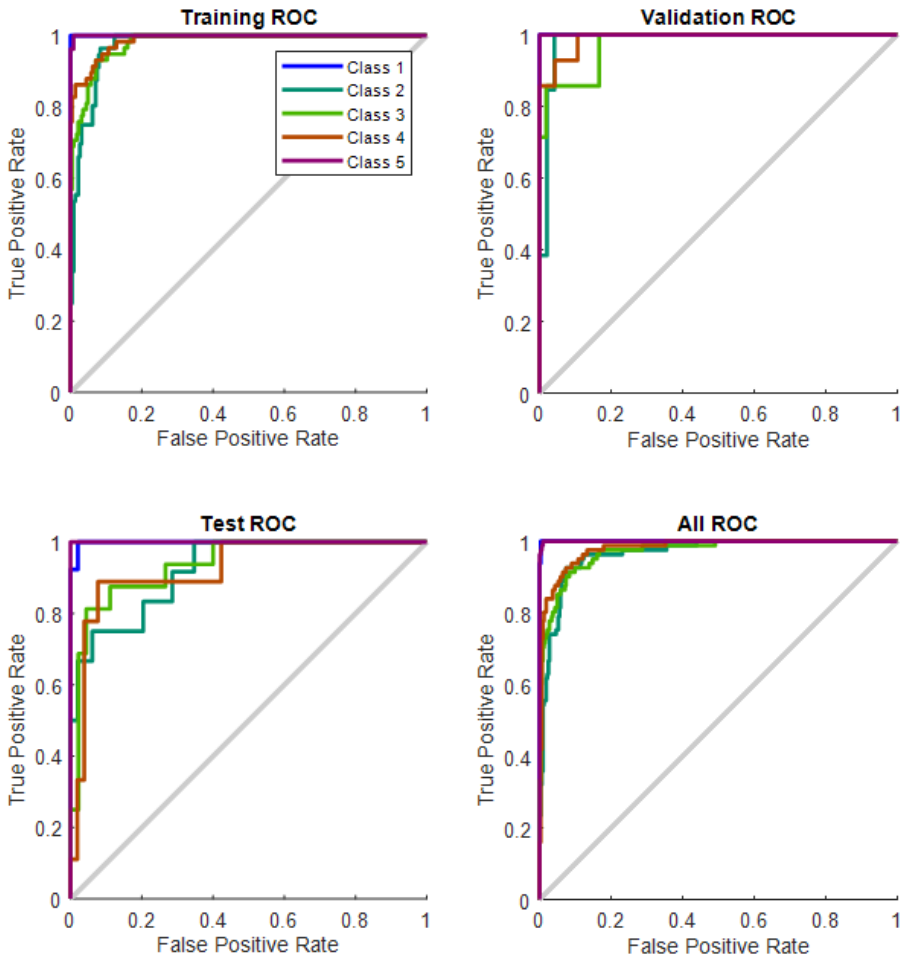 Training ROC
1
0.8
0.6
0.4
0.2
0
True Positive Rate
Class 1
Class 2
Class 3
Class 4
Class 5
0 0.2 0.4 0.6 0.8 1
False Positive Rate
Validation ROC
1
0.8
0.6
0.4
0.2
0
True Positive Rate
0 0.2 0.4 0.6 0.8 1
False Positive Rate
Test ROC
1
0.8
0.6
0.4
0.2
0
True Positive Rate
0 0.2 0.4 0.6 0.8 1
False Positive Rate
All ROC
1
0.8
0.6
0.4
0.2
0
True Positive Rate
0 0.2 0.4 0.6 0.8 1
False Positive Rate